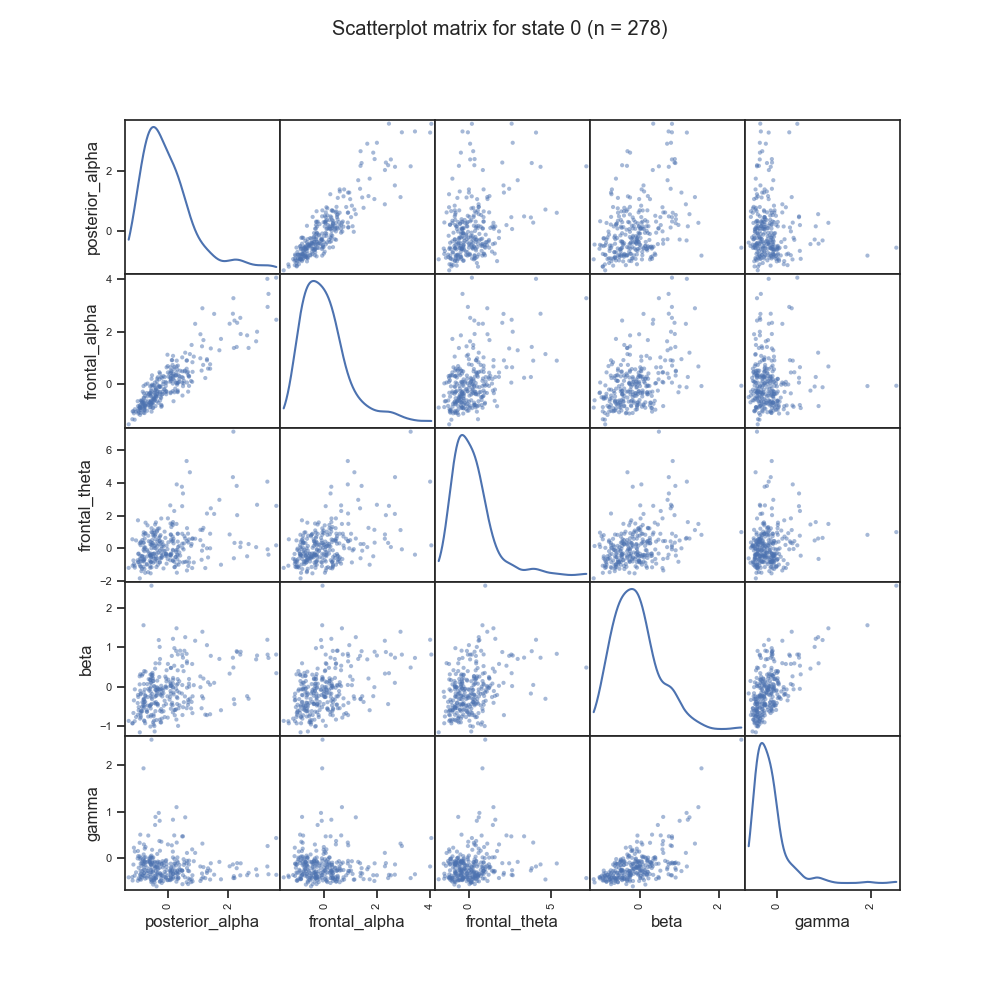 Scatterplot matrix for state 0 (n = 278)
posterior_alpha
2
0
frontal_alpha
4
2
0
frontal_theta
6
4
2
0
−2
beta
2
1
0
−1
gamma
2
1
0
0 2 0 2 4 0 5 0 2 0 2
posterior_alpha frontal_alpha frontal_theta beta gamma